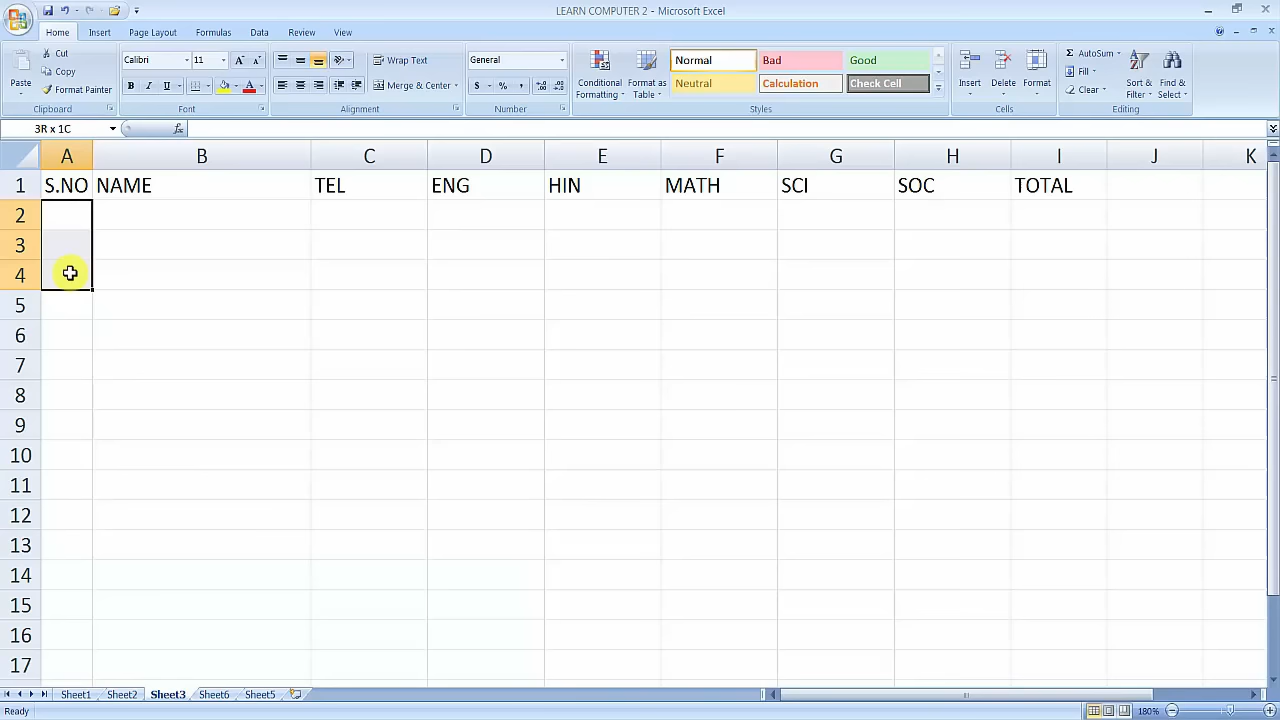 LEARN COMPUTER 2 - Microsoft Excel
Home Insert Page Layout Formulas Data Review View
Paste
Cut
Copy
Format Painter
Clipboard
Calibri 11
B I U A
Font
Wrap Text
Merge & Center
Alignment
General
$ % ,
Number
Conditional Formatting
Format as Table
Normal Bad Good
Neutral Calculation Check Cell
Styles
Insert Delete Format
Cells
Σ AutoSum
Fill
Clear
Sort & Filter
Find & Select
Editing
3R x 1C fx
A B C D E F G H I J K
1 S.NO NAME TEL ENG HIN MATH SCI SOC TOTAL
2
3
4
5
6
7
8
9
10
11
12
13
14
15
16
17
Sheet1 Sheet2 Sheet3 Sheet6 Sheet5
Ready 180%